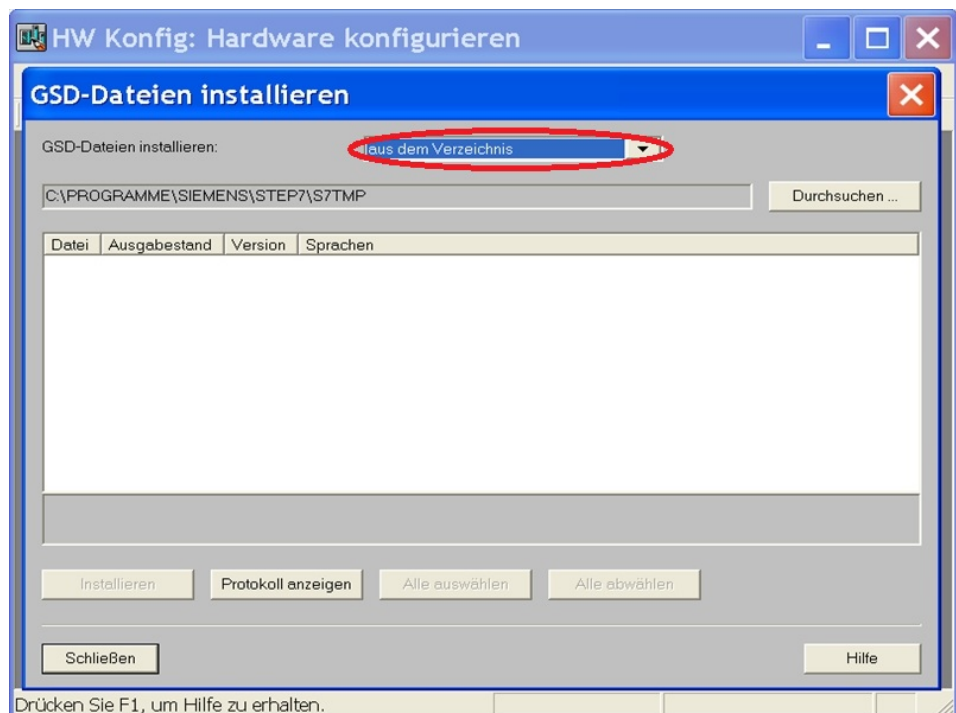 HW Konfig: Hardware konfigurieren
GSD-Dateien installieren
GSD-Dateien installieren:
aus dem Verzeichnis
C:\PROGRAMME\SIEMENS\STEP7\S7TMP
Durchsuchen ...
Datei Ausgabestand Version Sprachen
Installieren Protokoll anzeigen Alle auswählen Alle abwählen
Schließen Hilfe
Drücken Sie F1, um Hilfe zu erhalten.